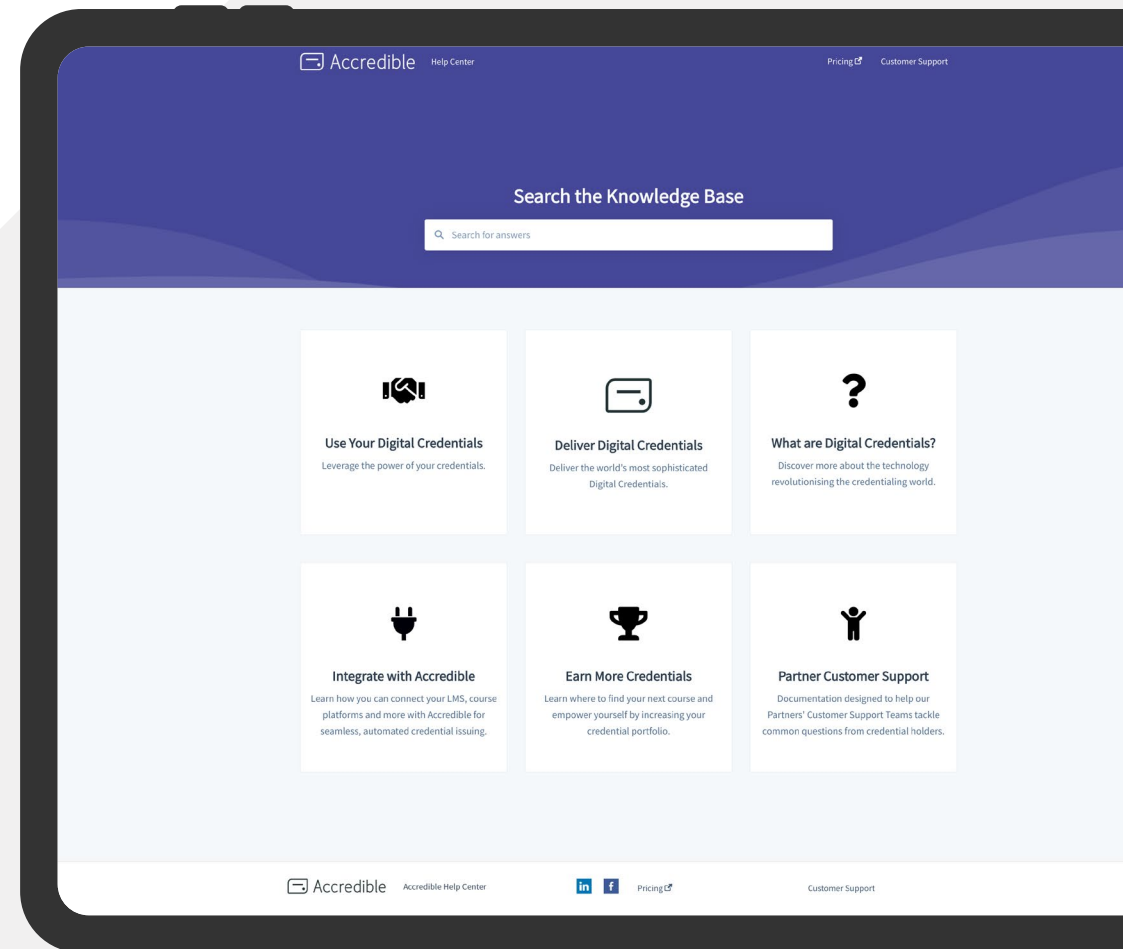 Accredible Help Center Pricing Customer Support
Search the Knowledge Base
Search for answers
Use Your Digital Credentials
Leverage the power of your credentials.
Deliver Digital Credentials
Deliver the world's most sophisticated
Digital Credentials.
What are Digital Credentials?
Discover more about the technology
revolutionising the credentialing world.
Integrate with Accredible
Learn how you can connect your LMS, course
platforms and more with Accredible for
seamless, automated credential issuing.
Earn More Credentials
Learn where to find your next course and
empower yourself by increasing your
credential portfolio.
Partner Customer Support
Documentation designed to help our
Partners' Customer Support Teams tackle
common questions from credential holders.
Accredible Accredible Help Center in f Pricing Customer Support